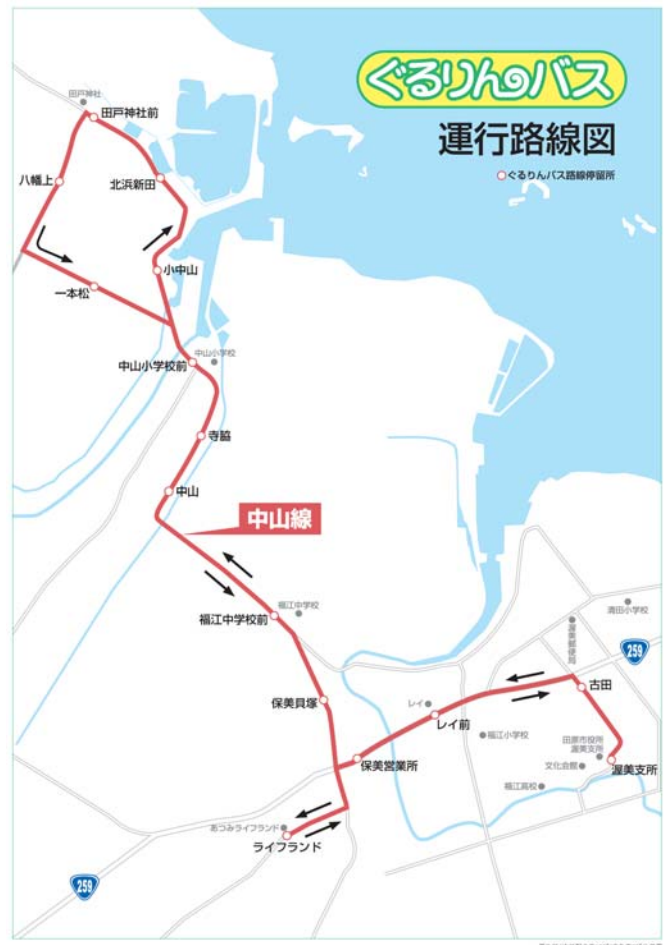 ぐるりんバス
運行路線図
ぐるりんバス路線停留所
田戸神社
田戸神社前
八幡上
北浜新田
小中山
一本松
中山小学校
中山小学校前
寺脇
中山
中山線
福江中学校
福江中学校前
清田小学校
渥美郵便局
259
古田
保美貝塚
レイ
レイ前
福江小学校
田原市役所
渥美支所
文化会館
渥美支所
保美営業所
福江高校
あつみライフランド
ライフランド
259